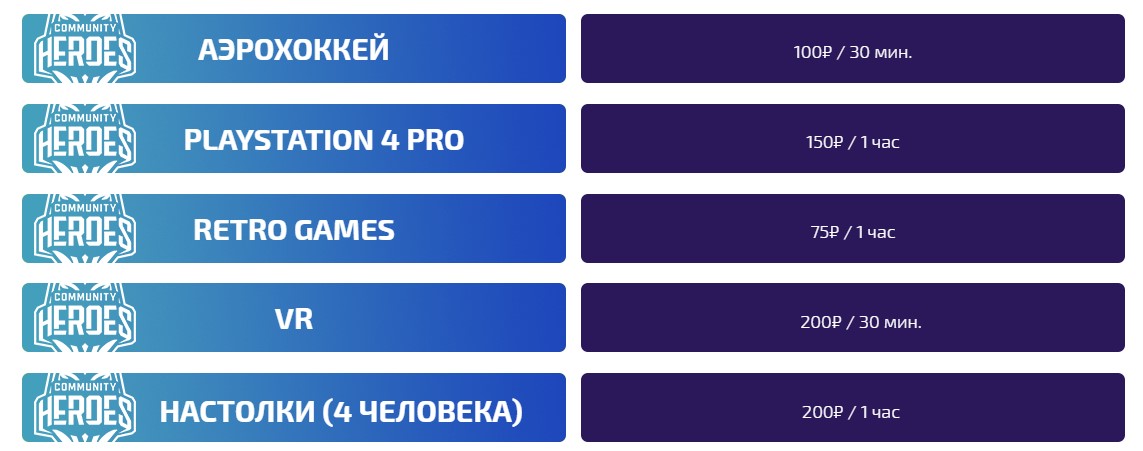 COMMUNITY
HEROES
АЭРОХОККЕЙ
100₽ / 30 мин.
COMMUNITY
HEROES
PLAYSTATION 4 PRO
150₽ / 1 час
COMMUNITY
HEROES
RETRO GAMES
75₽ / 1 час
COMMUNITY
HEROES
VR
200₽ / 30 мин.
COMMUNITY
HEROES
НАСТОЛКИ (4 ЧЕЛОВЕКА)
200₽ / 1 час